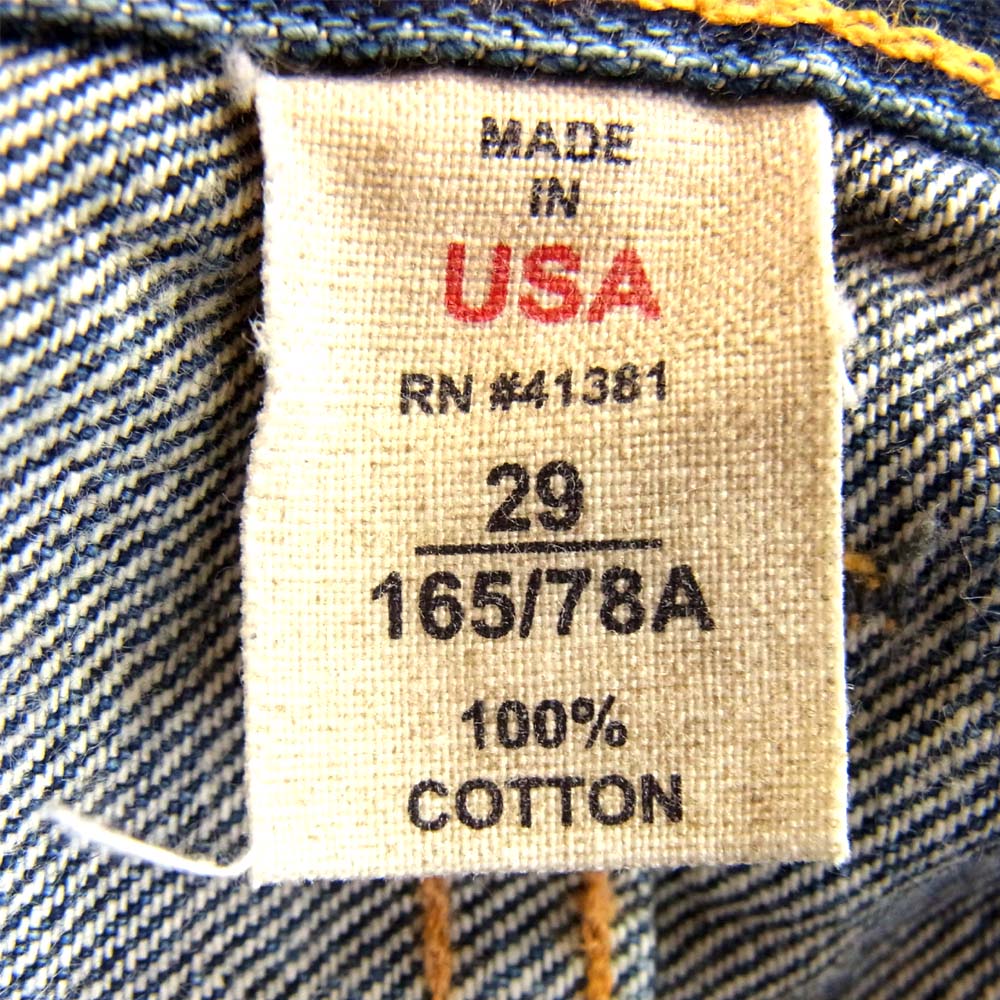 MADE
IN
USA
RN #41381
29
165/78A
100%
COTTON